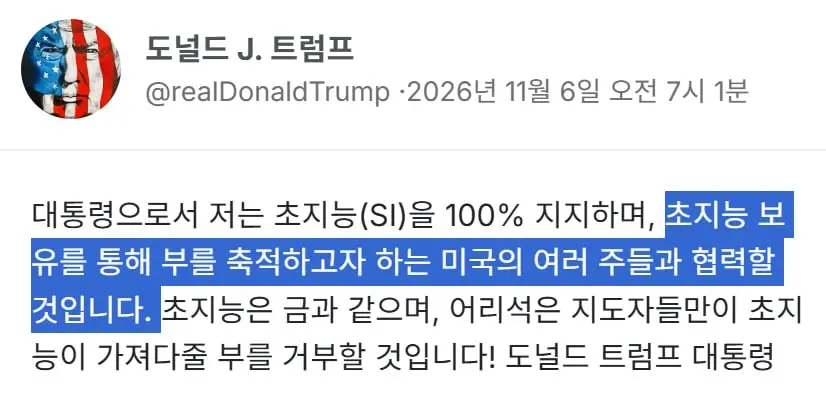 도널드 J. 트럼프
@realDonaldTrump ·2026년 11월 6일 오전 7시 1분
대통령으로서 저는 초지능(SI)을 100% 지지하며, 초지능 보
유를 통해 부를 축적하고자 하는 미국의 여러 주들과 협력할
것입니다. 초지능은 금과 같으며, 어리석은 지도자들만이 초지
능이 가져다줄 부를 거부할 것입니다! 도널드 트럼프 대통령